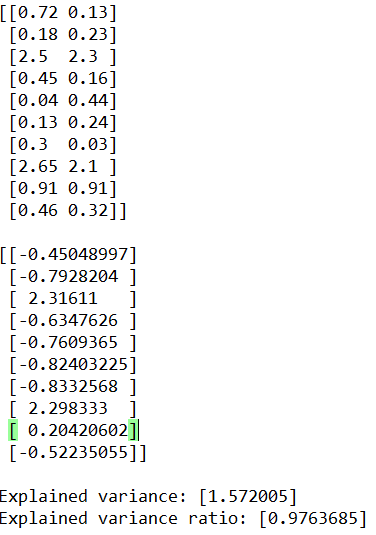 [[0.72 0.13]
 [0.18 0.23]
 [2.5  2.3 ]
 [0.45 0.16]
 [0.04 0.44]
 [0.13 0.24]
 [0.3  0.03]
 [2.65 2.1 ]
 [0.91 0.91]
 [0.46 0.32]]
[[-0.45048997]
 [-0.7928204 ]
 [ 2.31611   ]
 [-0.6347626 ]
 [-0.7609365 ]
 [-0.82403225]
 [-0.8332568 ]
 [ 2.298333  ]
 [ 0.20420602]
 [-0.52235055]]
Explained variance: [1.572005]
Explained variance ratio: [0.9763685]